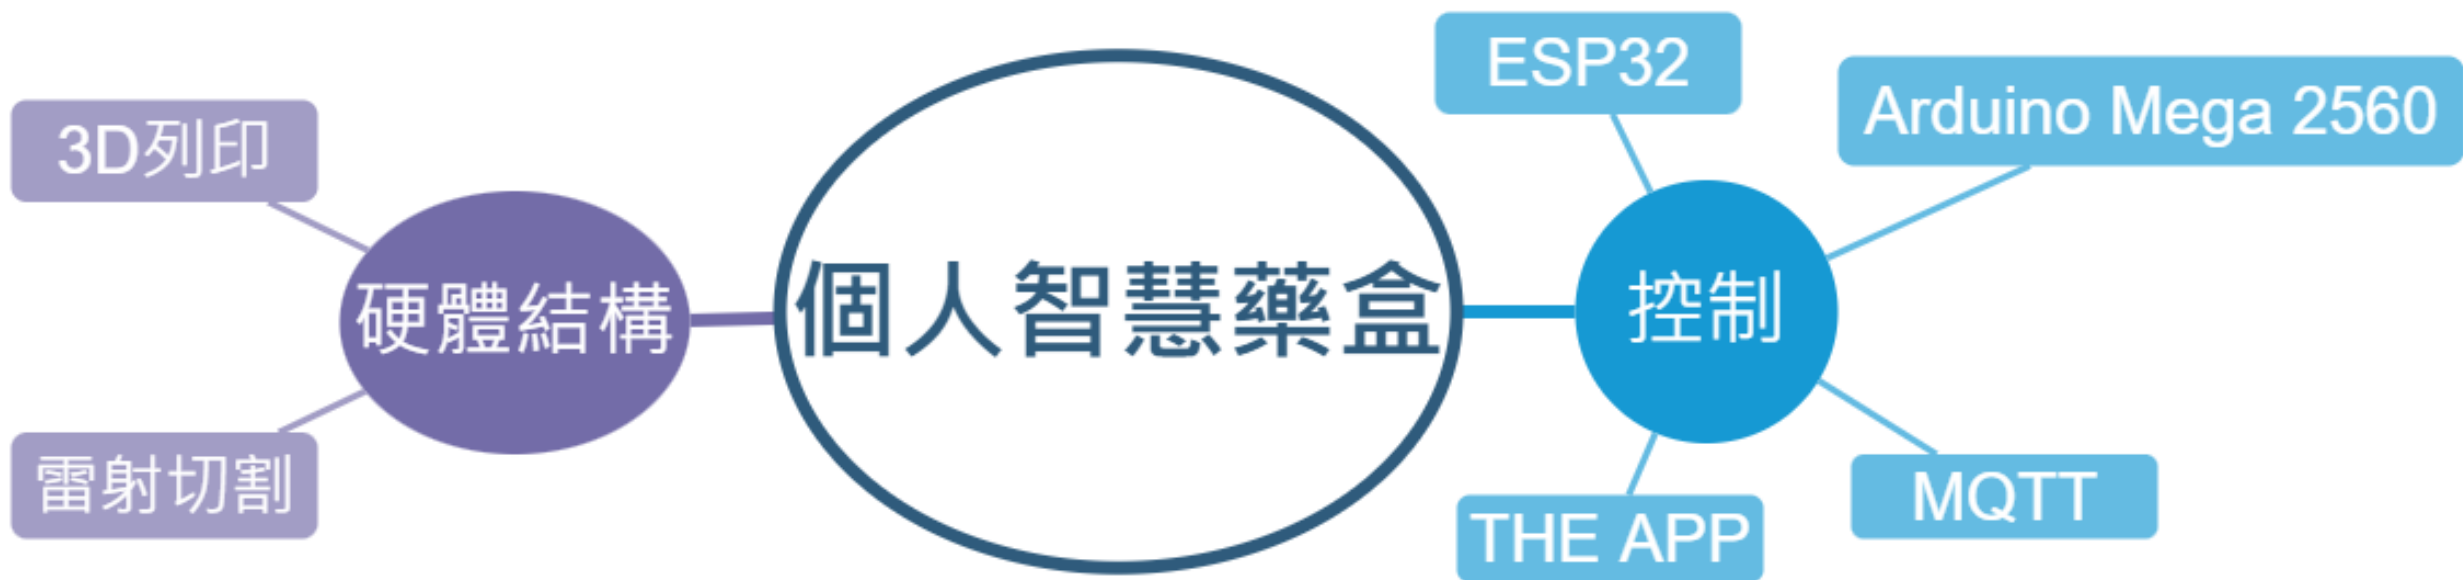 3D列印
雷射切割
硬體結構
個人智慧藥盒
控制
ESP32
Arduino Mega 2560
THE APP
MQTT